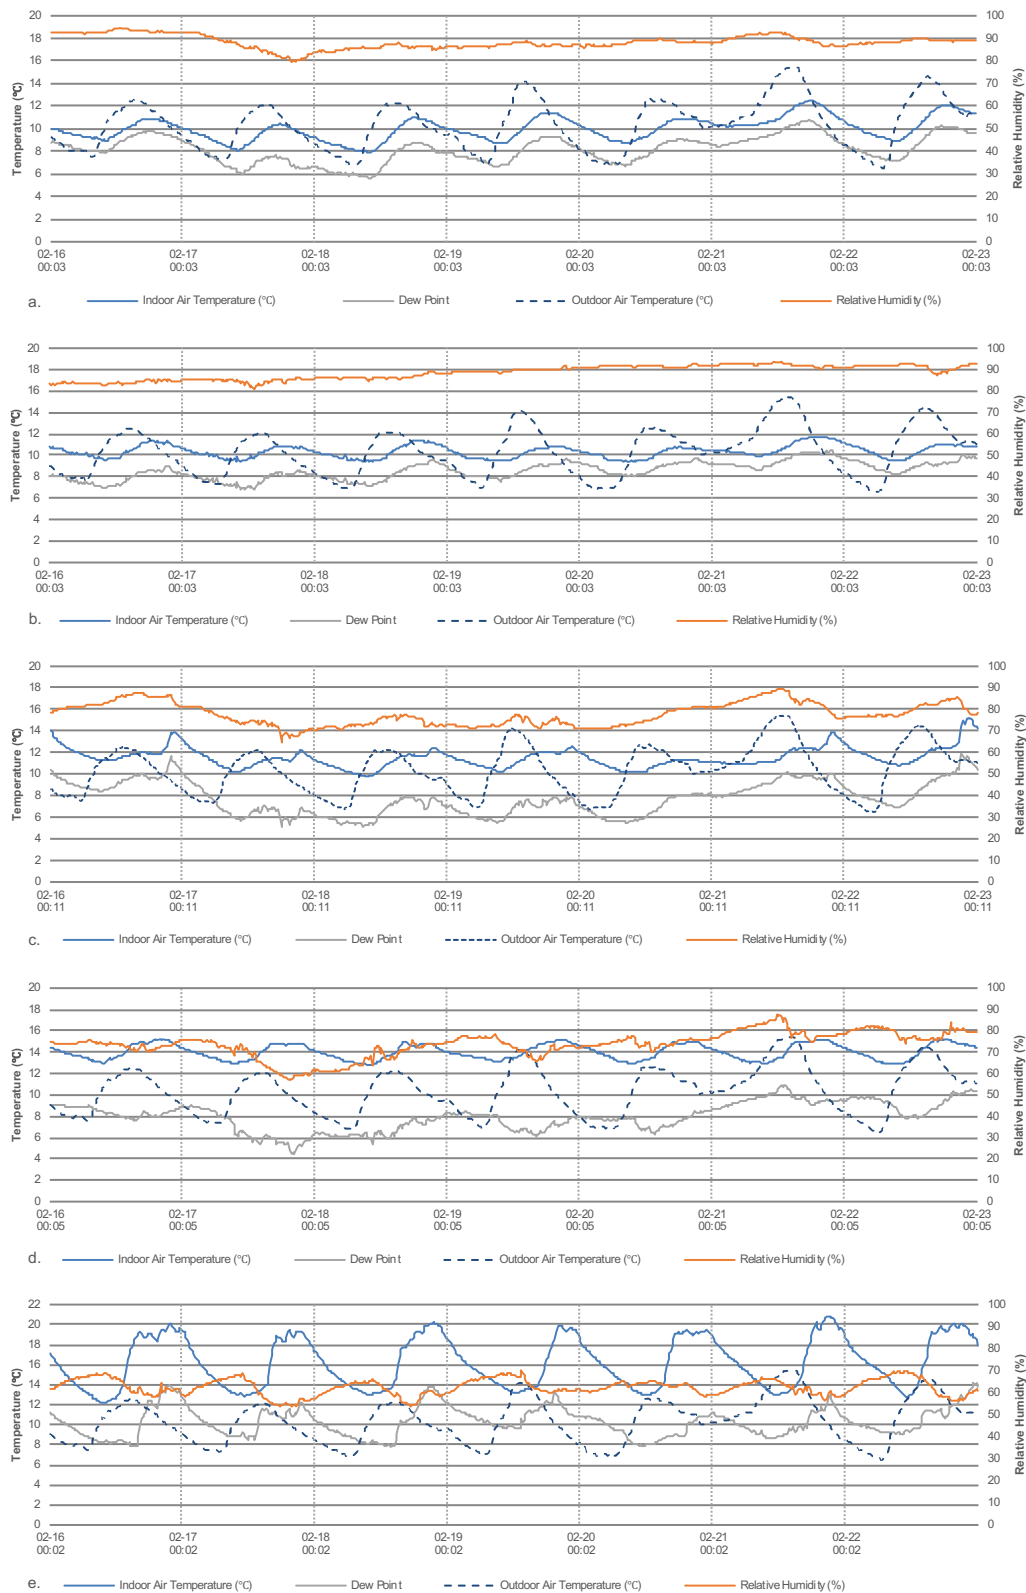 20 100
18 90
16 80
14 70
12 60
10 50
8 40
6 30
4 20
2 10
0 0
Temperature (℃)
Relative Humidity (%)
02-16 02-17 02-18 02-19 02-20 02-21 02-22 02-23
00:03 00:03 00:03 00:03 00:03 00:03 00:03 00:03
a. Indoor Air Temperature (℃) Dew Point Outdoor Air Temperature (℃) Relative Humidity (%)
20 100
18 90
16 80
14 70
12 60
10 50
8 40
6 30
4 20
2 10
0 0
Temperature (℃)
Relative Humidity (%)
02-16 02-17 02-18 02-19 02-20 02-21 02-22 02-23
00:03 00:03 00:03 00:03 00:03 00:03 00:03 00:03
b. Indoor Air Temperature (℃) Dew Point Outdoor Air Temperature (℃) Relative Humidity (%)
20 100
18 90
16 80
14 70
12 60
10 50
8 40
6 30
4 20
2 10
0 0
Temperature (℃)
Relative Humidity (%)
02-16 02-17 02-18 02-19 02-20 02-21 02-22 02-23
00:11 00:11 00:11 00:11 00:11 00:11 00:11 00:11
c. Indoor Air Temperature (℃) Dew Point Outdoor Air Temperature (℃) Relative Humidity (%)
20 100
18 90
16 80
14 70
12 60
10 50
8 40
6 30
4 20
2 10
0 0
Temperature (℃)
Relative Humidity (%)
02-16 02-17 02-18 02-19 02-20 02-21 02-22 02-23
00:05 00:05 00:05 00:05 00:05 00:05 00:05 00:05
d. Indoor Air Temperature (℃) Dew Point Outdoor Air Temperature (℃) Relative Humidity (%)
22 100
20 90
18 80
16 70
14 60
12 50
10 40
8 30
6 20
4 10
2 0
0
Temperature (℃)
Relative Humidity (%)
02-16 02-17 02-18 02-19 02-20 02-21 02-22
00:02 00:02 00:02 00:02 00:02 00:02 00:02
e. Indoor Air Temperature (℃) Dew Point Outdoor Air Temperature (℃) Relative Humidity (%)